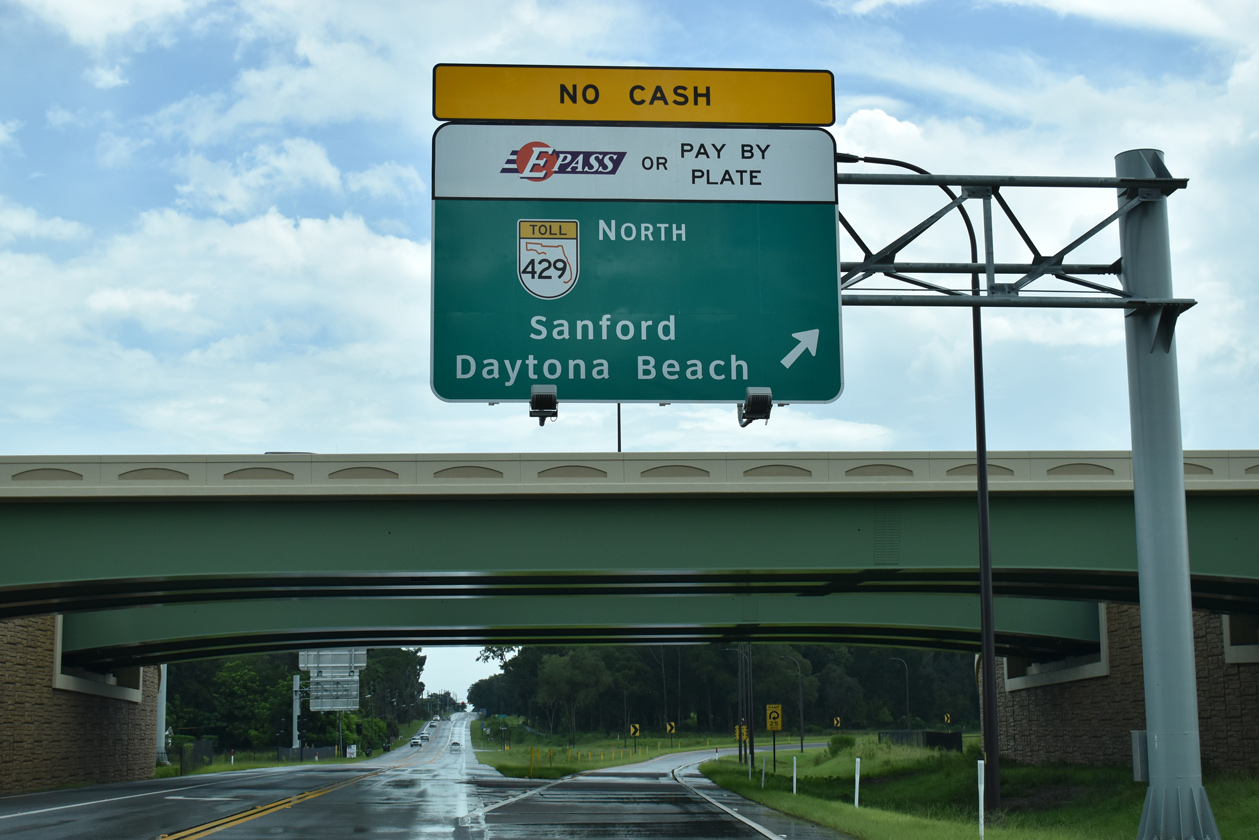 NO CASH
EPASS OR PAY BY PLATE
TOLL
429
NORTH
Sanford
Daytona Beach